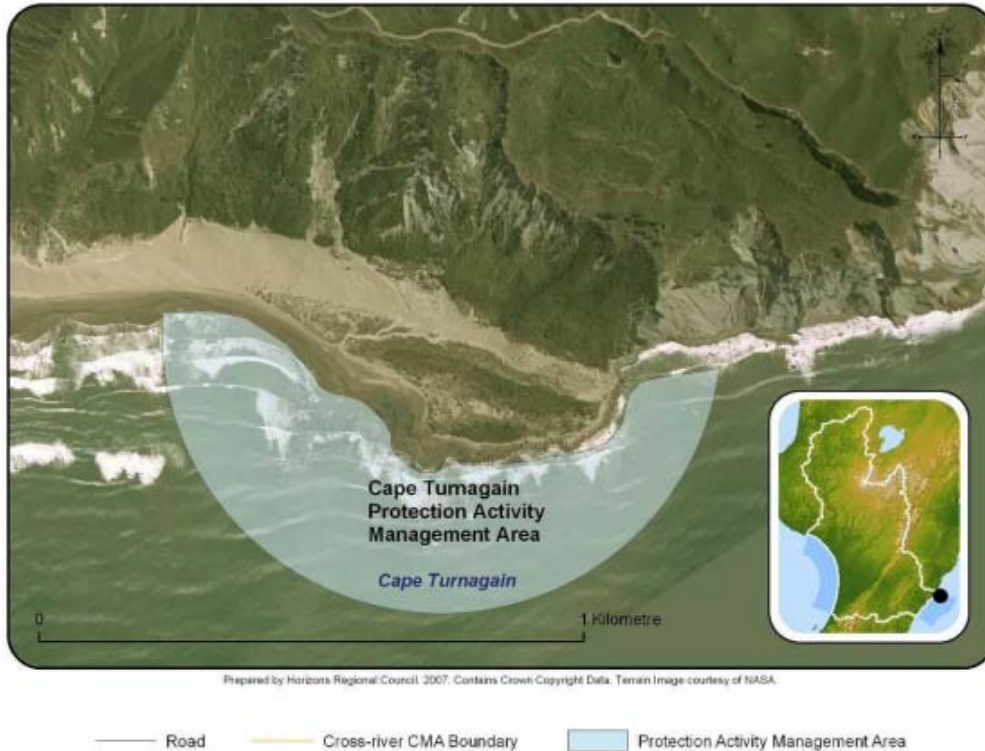 Cape Turnagain
Protection Activity
Management Area
Cape Turnagain
0
1 Kilometre
Prepared by Horizons Regional Council. 2007. Contains Crown Copyright Data. Terrain Image courtesy of NASA.
Road
Cross-river CMA Boundary
Protection Activity Management Area